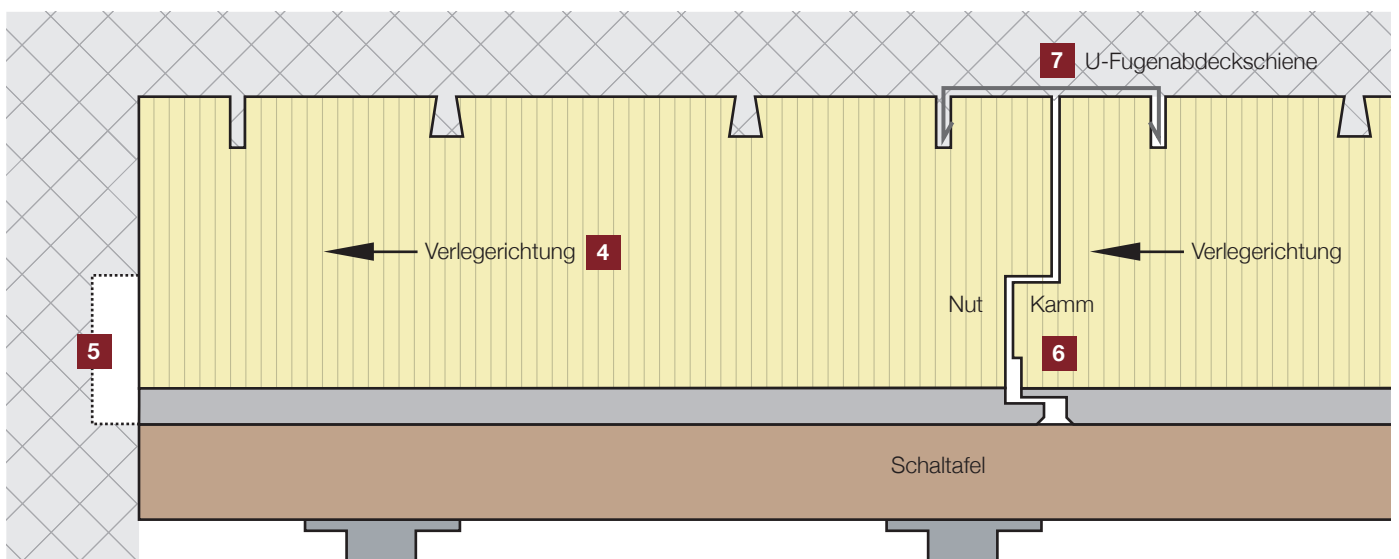 7 U-Fugenabdeckschiene
Verlegerichtung 4
Verlegerichtung
Nut
Kamm
5
6
Schaltafel